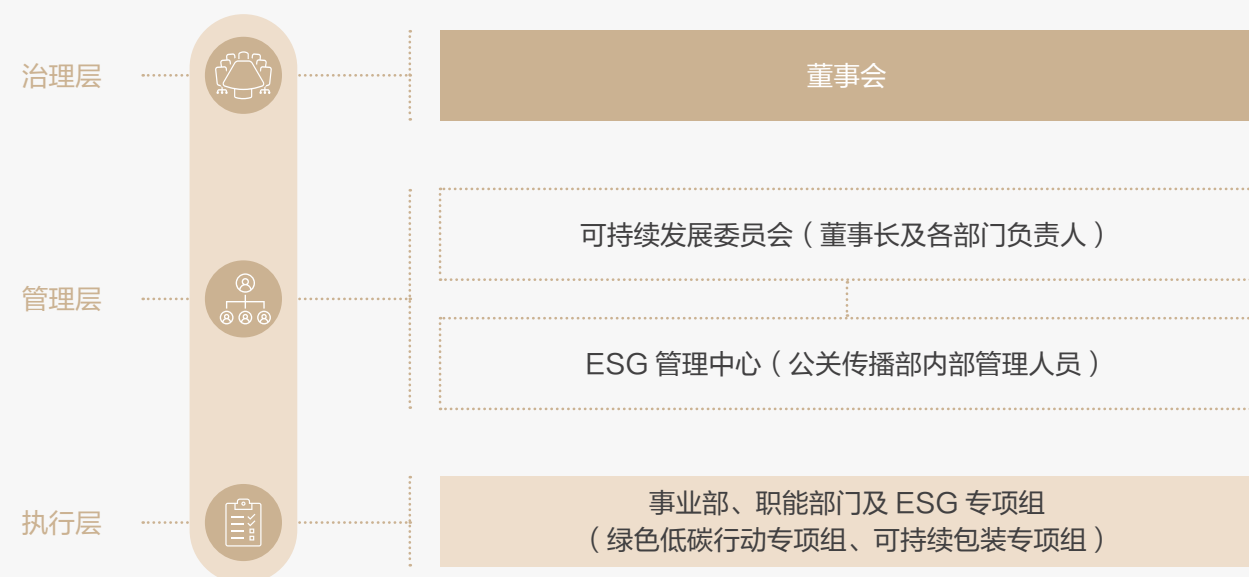 治理层
董事会
管理层
可持续发展委员会（董事长及各部门负责人）
ESG 管理中心（公关传播部内部管理人员）
执行层
事业部、职能部门及 ESG 专项组
（绿色低碳行动专项组、可持续包装专项组）